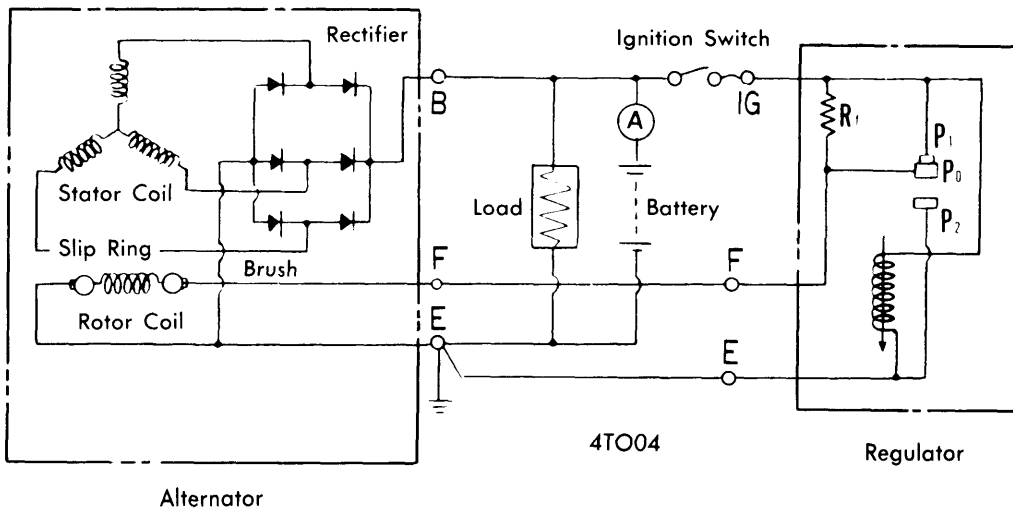 Rectifier
Ignition Switch
B
IG
A
R1
P1
P0
P2
Stator Coil
Load
Battery
Slip Ring
Brush
F
F
Rotor Coil
E
E
4TO04
Regulator
Alternator